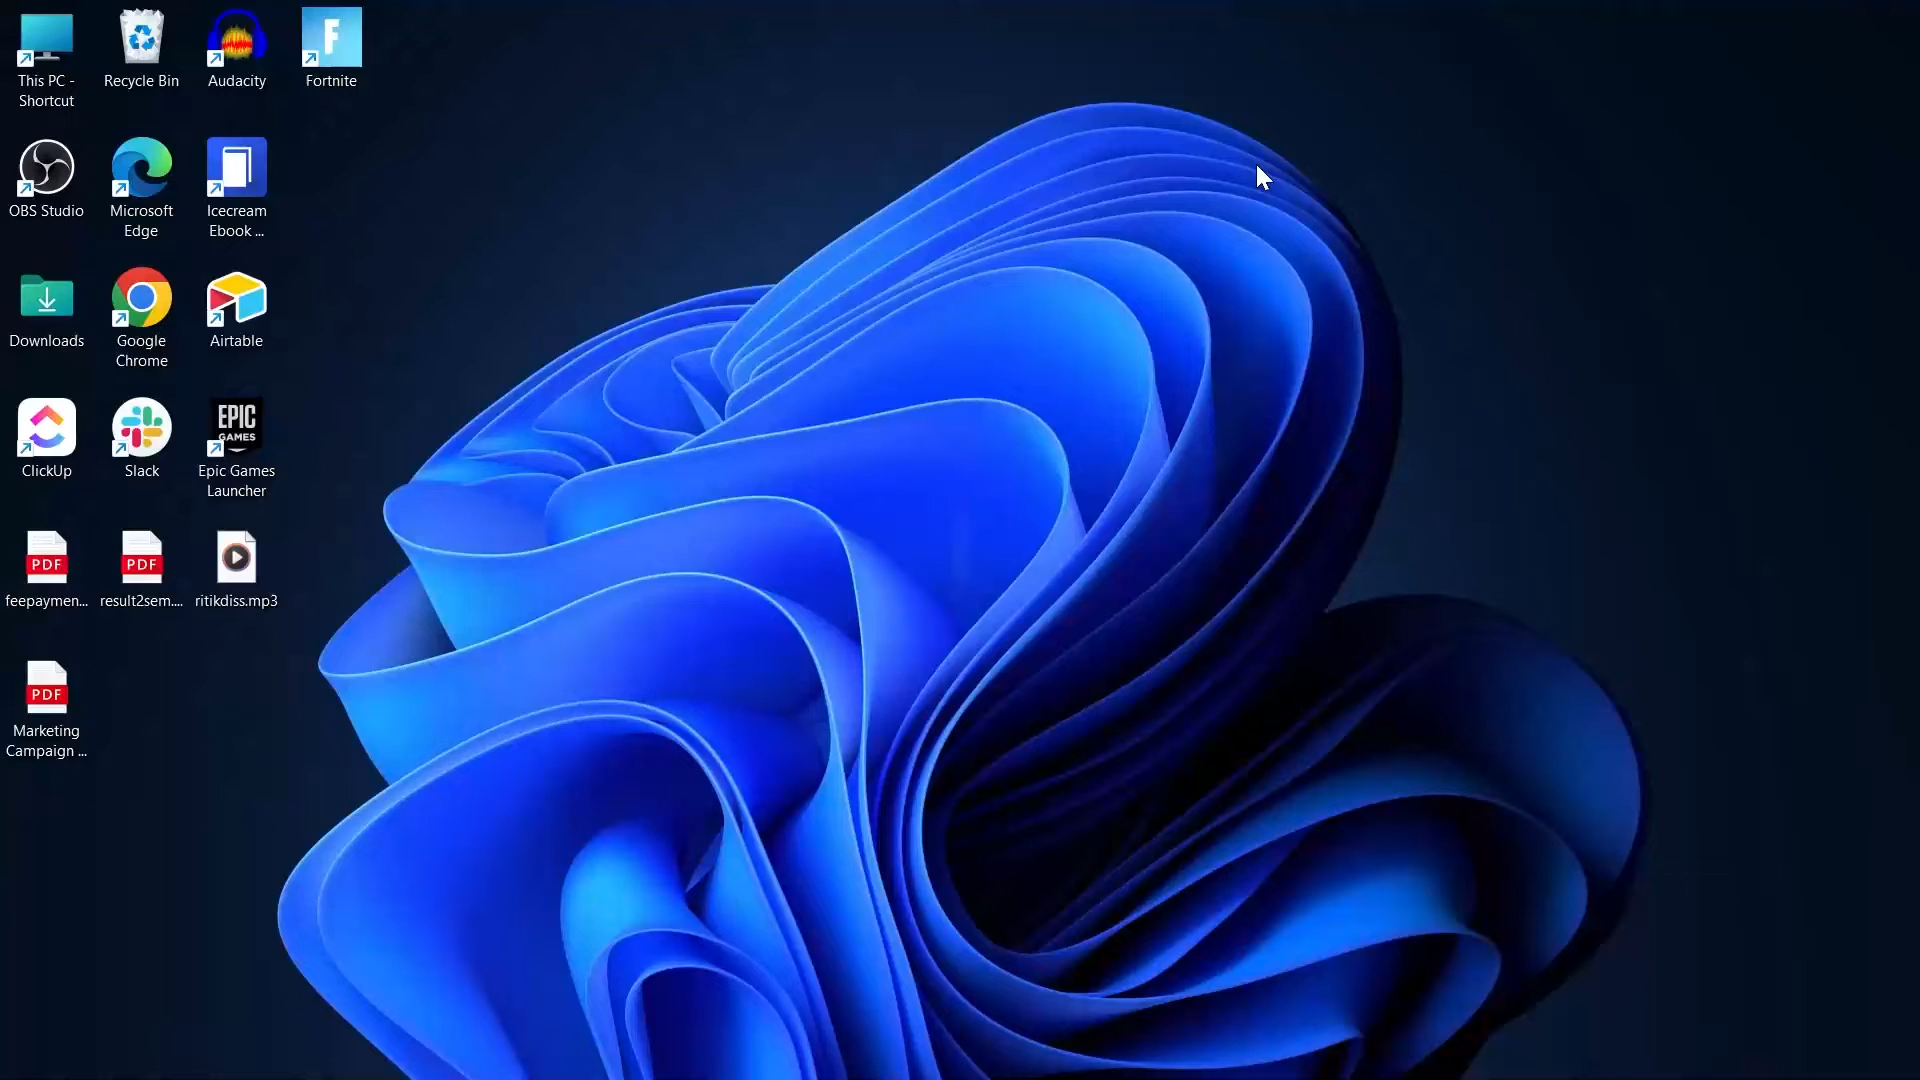 This PC -
Shortcut
Recycle Bin
Audacity
F
Fortnite
OBS Studio
Microsoft
Edge
Icecream
Ebook ...
Downloads
Google
Chrome
Airtable
ClickUp
Slack
EPIC
GAMES
Epic Games
Launcher
PDF
feepaymen...
PDF
result2sem....
ritikdiss.mp3
PDF
Marketing
Campaign ...